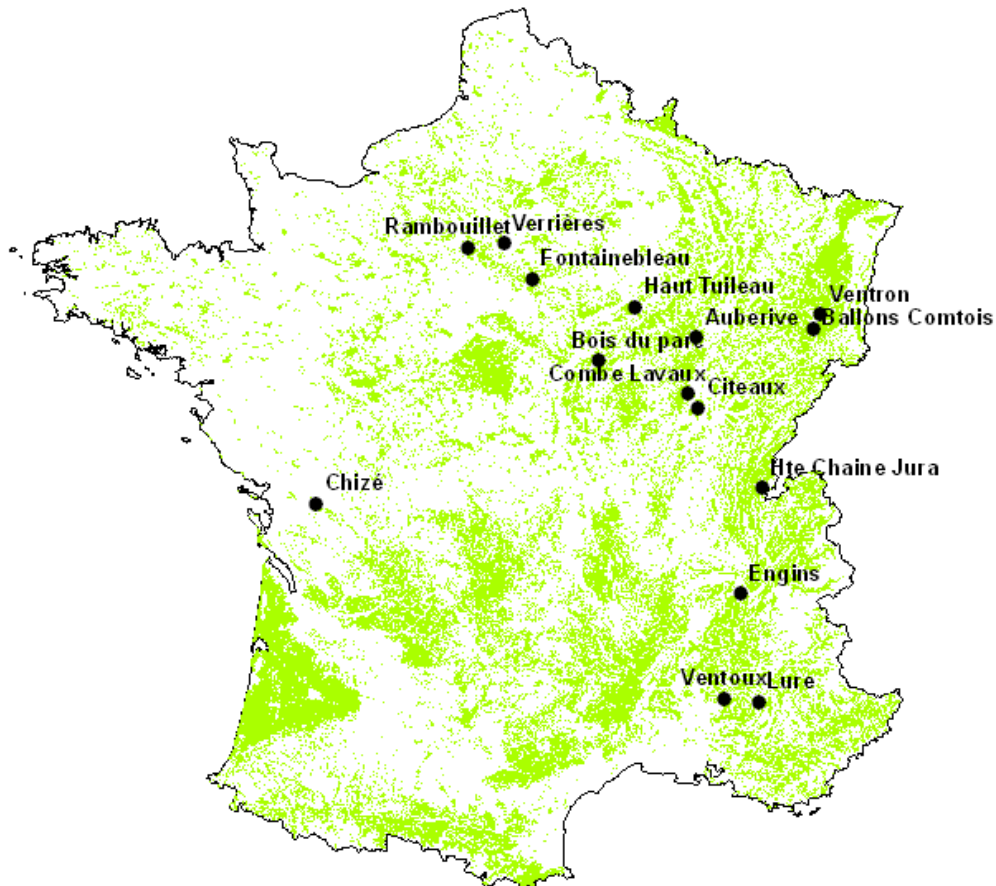 Verrières
Rambouillet
Fontainebleau
Haut Tuileau
Ventron
Auberive
Ballons Comtois
Bois du parc
Combe Lavaux
Citeaux
Hte Chaine Jura
Chizé
Engins
Ventoux
Lure